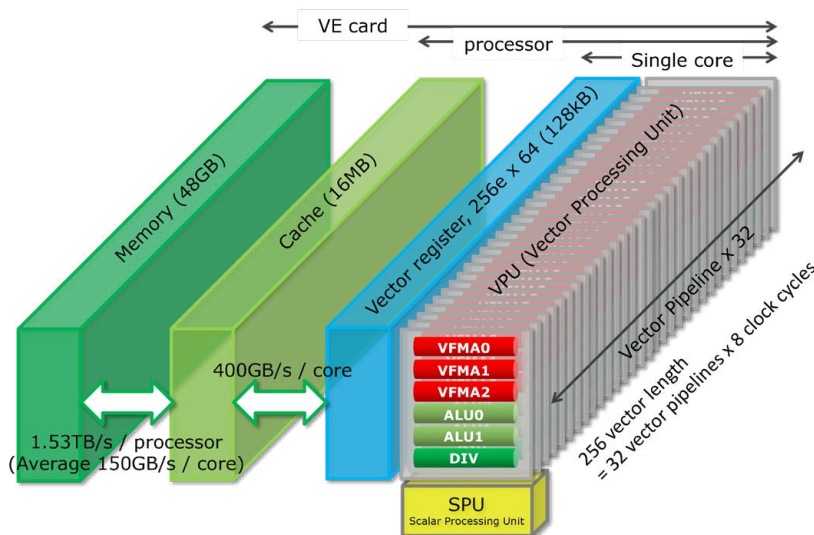 VE card
processor
Single core
Memory (48GB)
Cache (16MB)
Vector register, 256e x 64 (128kB)
VPU (Vector Processing Unit)
Vector Pipeline x 32
256 vector length
= 32 vector pipelines x 8 clock cycles
400GB/s / core
1.53TB/s / processor
(Average 150GB/s / core)
VFMA0
VFMA1
VFMA2
ALU0
ALU1
DIV
SPU
Scalar Processing Unit